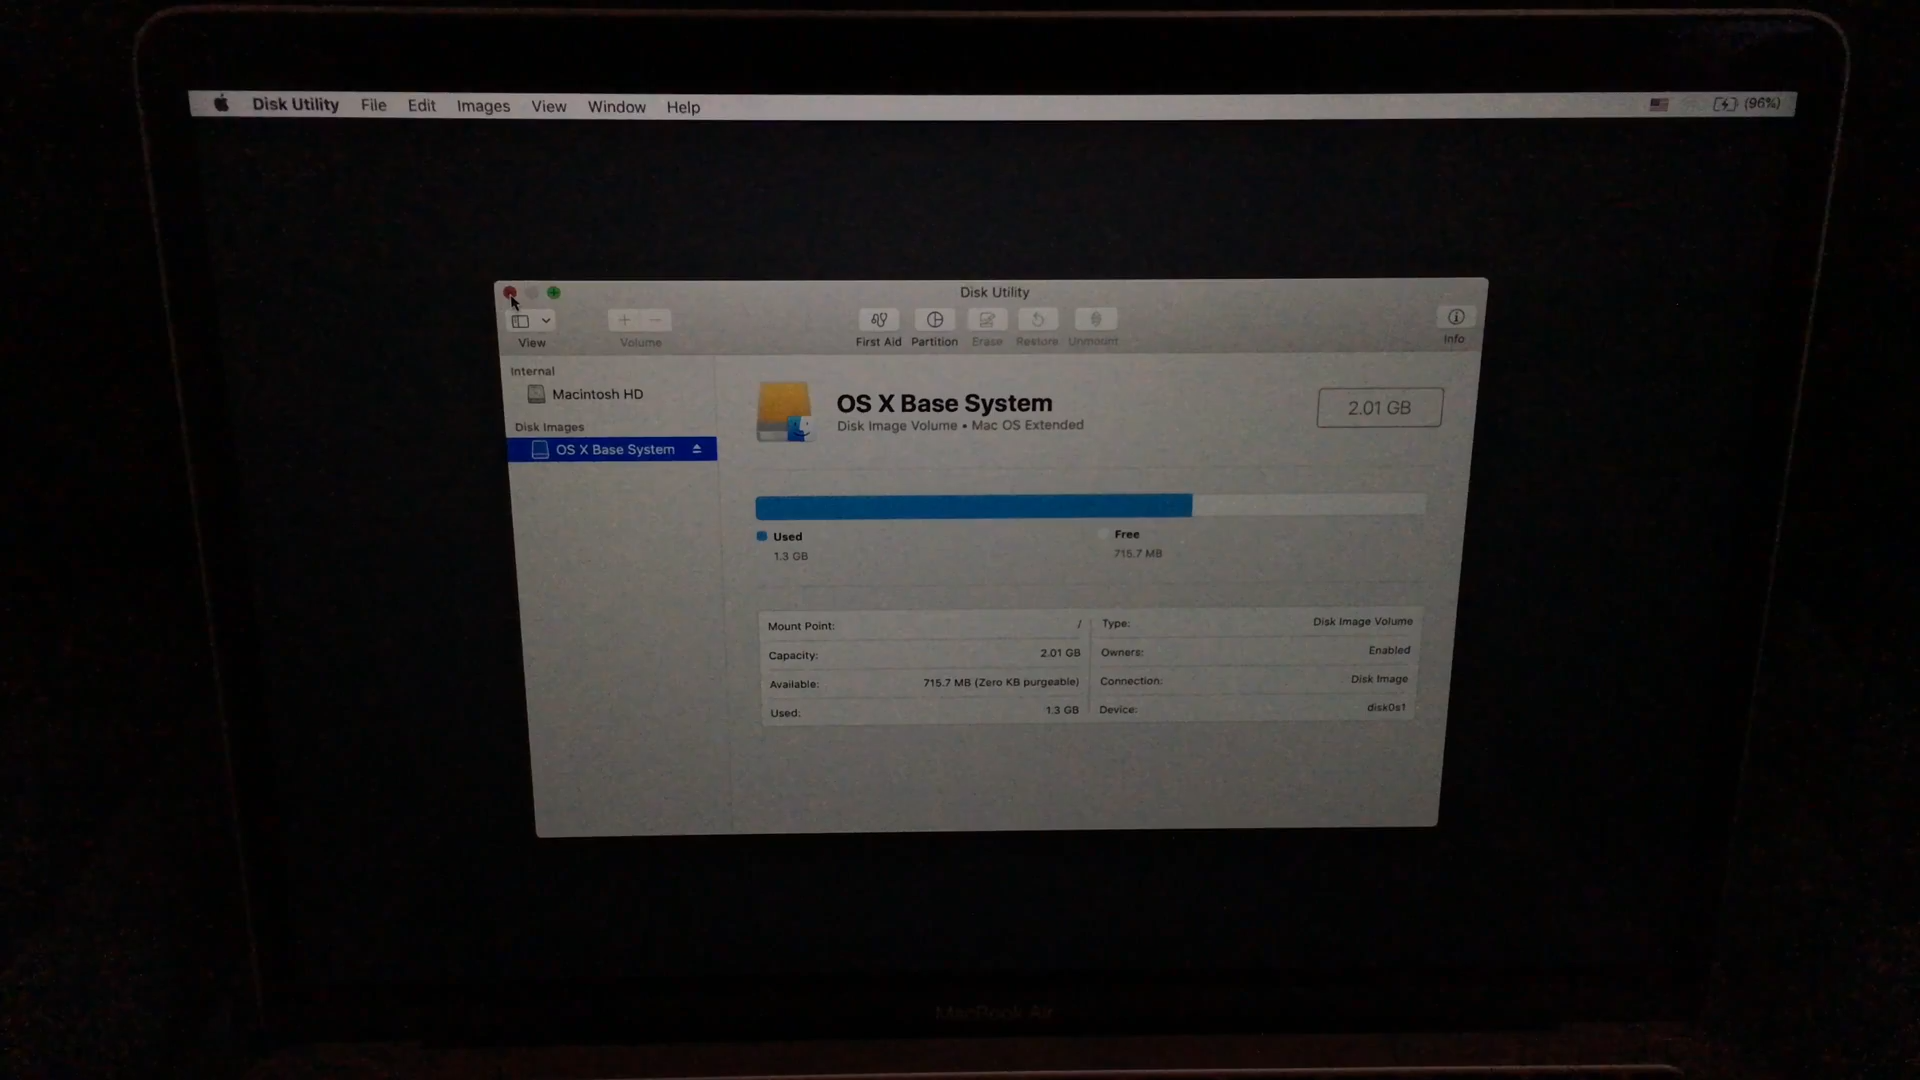 Disk Utility File Edit Images View Window Help (96%)
Disk Utility
View Volume First Aid Partition Erase Restore Unmount Info
Internal
Macintosh HD
Disk Images
OS X Base System
OS X Base System
Disk Image Volume • Mac OS Extended
2.01 GB
Used
1.3 GB
Free
715.7 MB
Mount Point: /
Capacity: 2.01 GB
Available: 715.7 MB (Zero KB purgeable)
Used: 1.3 GB
Type: Disk Image Volume
Owners: Enabled
Connection: Disk Image
Device: disk0s1
MacBook Air